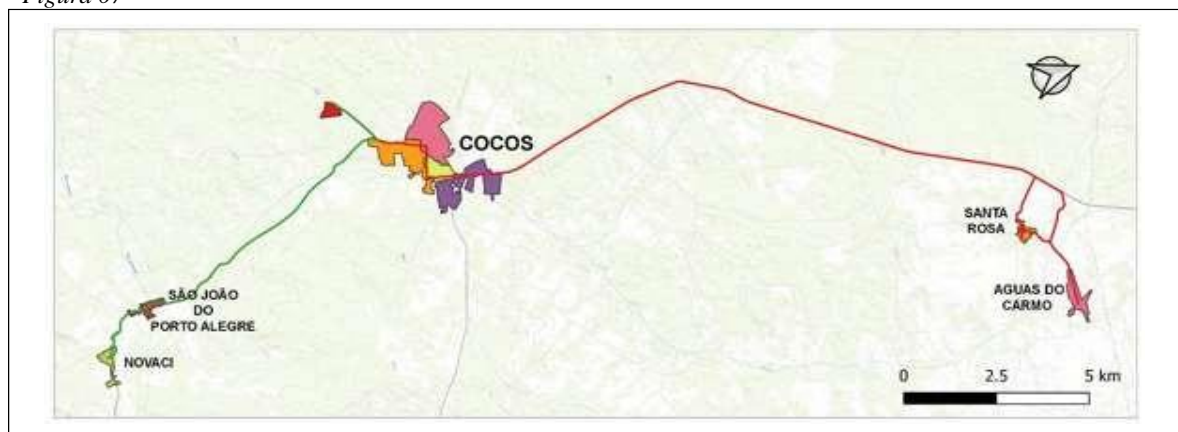 Figura 07
COCOS
SANTA
ROSA
AGUAS DO
CARMO
SÃO JOÃO
DO
PORTO ALEGRE
NOVACI
0 2.5 5 km